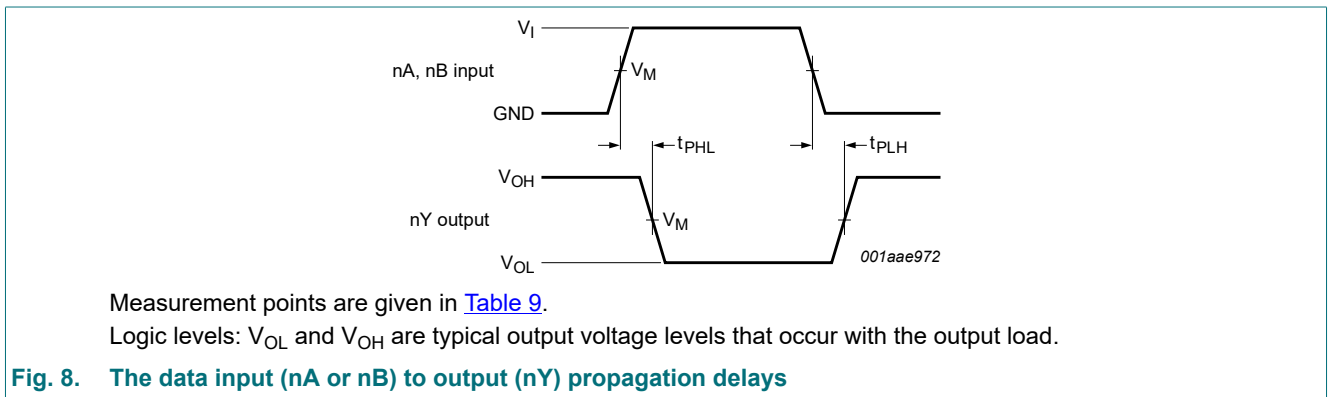 V_I
nA, nB input
V_M
GND
t_PHL
t_PLH
V_OH
nY output
V_M
V_OL
001aae972
Measurement points are given in Table 9.
Logic levels: V_OL and V_OH are typical output voltage levels that occur with the output load.
Fig. 8. The data input (nA or nB) to output (nY) propagation delays